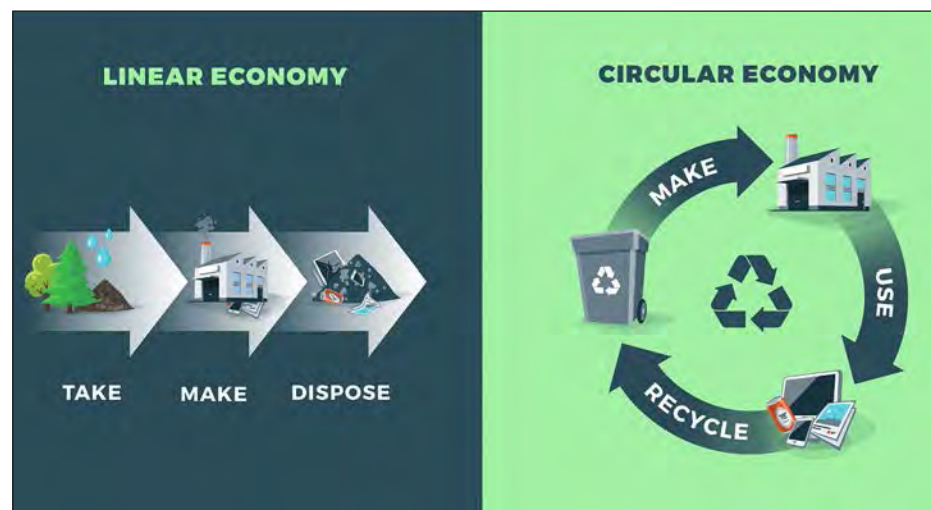 LINEAR ECONOMY
TAKE
MAKE
DISPOSE
CIRCULAR ECONOMY
MAKE
USE
RECYCLE